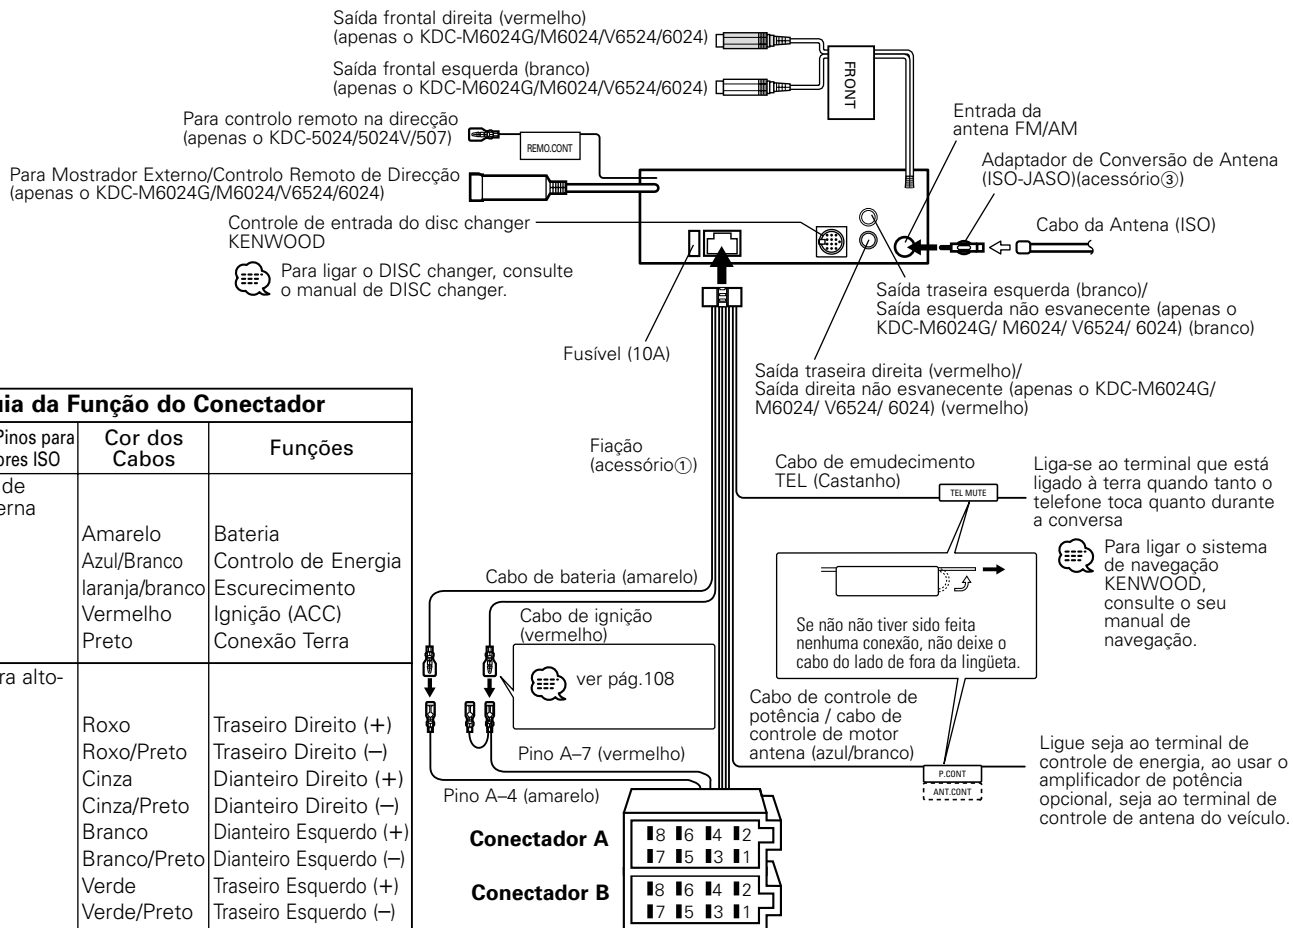 Saída frontal direita (vermelho)
(apenas o KDC-M6024G/M6024/V6524/6024)
Saída frontal esquerda (branco)
(apenas o KDC-M6024G/M6024/V6524/6024)
FRONT
Para controlo remoto na direcção
(apenas o KDC-5024/5024V/507)
REMO.CONT
Entrada da
antena FM/AM
Adaptador de Conversão de Antena
(ISO-JASO)(acessório③)
Para Mostrador Externo/Controlo Remoto de Direcção
(apenas o KDC-M6024G/M6024/V6524/6024)
Controle de entrada do disc changer
KENWOOD
Cabo da Antena (ISO)
Para ligar o DISC changer, consulte
o manual de DISC changer.
Saída traseira esquerda (branco)/
Saída esquerda não esvanecente (apenas o
KDC-M6024G/ M6024/ V6524/ 6024) (branco)
Fusível (10A)
Saída traseira direita (vermelho)/
Saída direita não esvanecente (apenas o KDC-M6024G/
M6024/ V6524/ 6024) (vermelho)
uia da Função do Conectador
Pinos para
ores ISO
Cor dos
Cabos
Funções
de
erna
Amarelo Bateria
Azul/Branco Controlo de Energia
laranja/branco Escurecimento
Vermelho Ignição (ACC)
Preto Conexão Terra
ra alto-
Roxo Traseiro Direito (+)
Roxo/Preto Traseiro Direito (–)
Cinza Dianteiro Direito (+)
Cinza/Preto Dianteiro Direito (–)
Branco Dianteiro Esquerdo (+)
Branco/Preto Dianteiro Esquerdo (–)
Verde Traseiro Esquerdo (+)
Verde/Preto Traseiro Esquerdo (–)
Fiação
(acessório①)
Cabo de emudecimento
TEL (Castanho)
TEL MUTE
Liga-se ao terminal que está
ligado à terra quando tanto o
telefone toca quanto durante
a conversa
Para ligar o sistema
de navegação
KENWOOD,
consulte o seu
manual de
navegação.
Cabo de bateria (amarelo)
Cabo de ignição
(vermelho)
ver pág.108
Se não não tiver sido feita
nenhuma conexão, não deixe o
cabo do lado de fora da lingüeta.
Cabo de controle de
potência / cabo de
controle de motor
antena (azul/branco)
P.CONT
ANT.CONT
Ligue seja ao terminal de
controle de energia, ao usar o
amplificador de potência
opcional, seja ao terminal de
controle de antena do veículo.
Pino A–7 (vermelho)
Pino A–4 (amarelo)
Conectador A
8 6 4 2
7 5 3 1
Conectador B
8 6 4 2
7 5 3 1